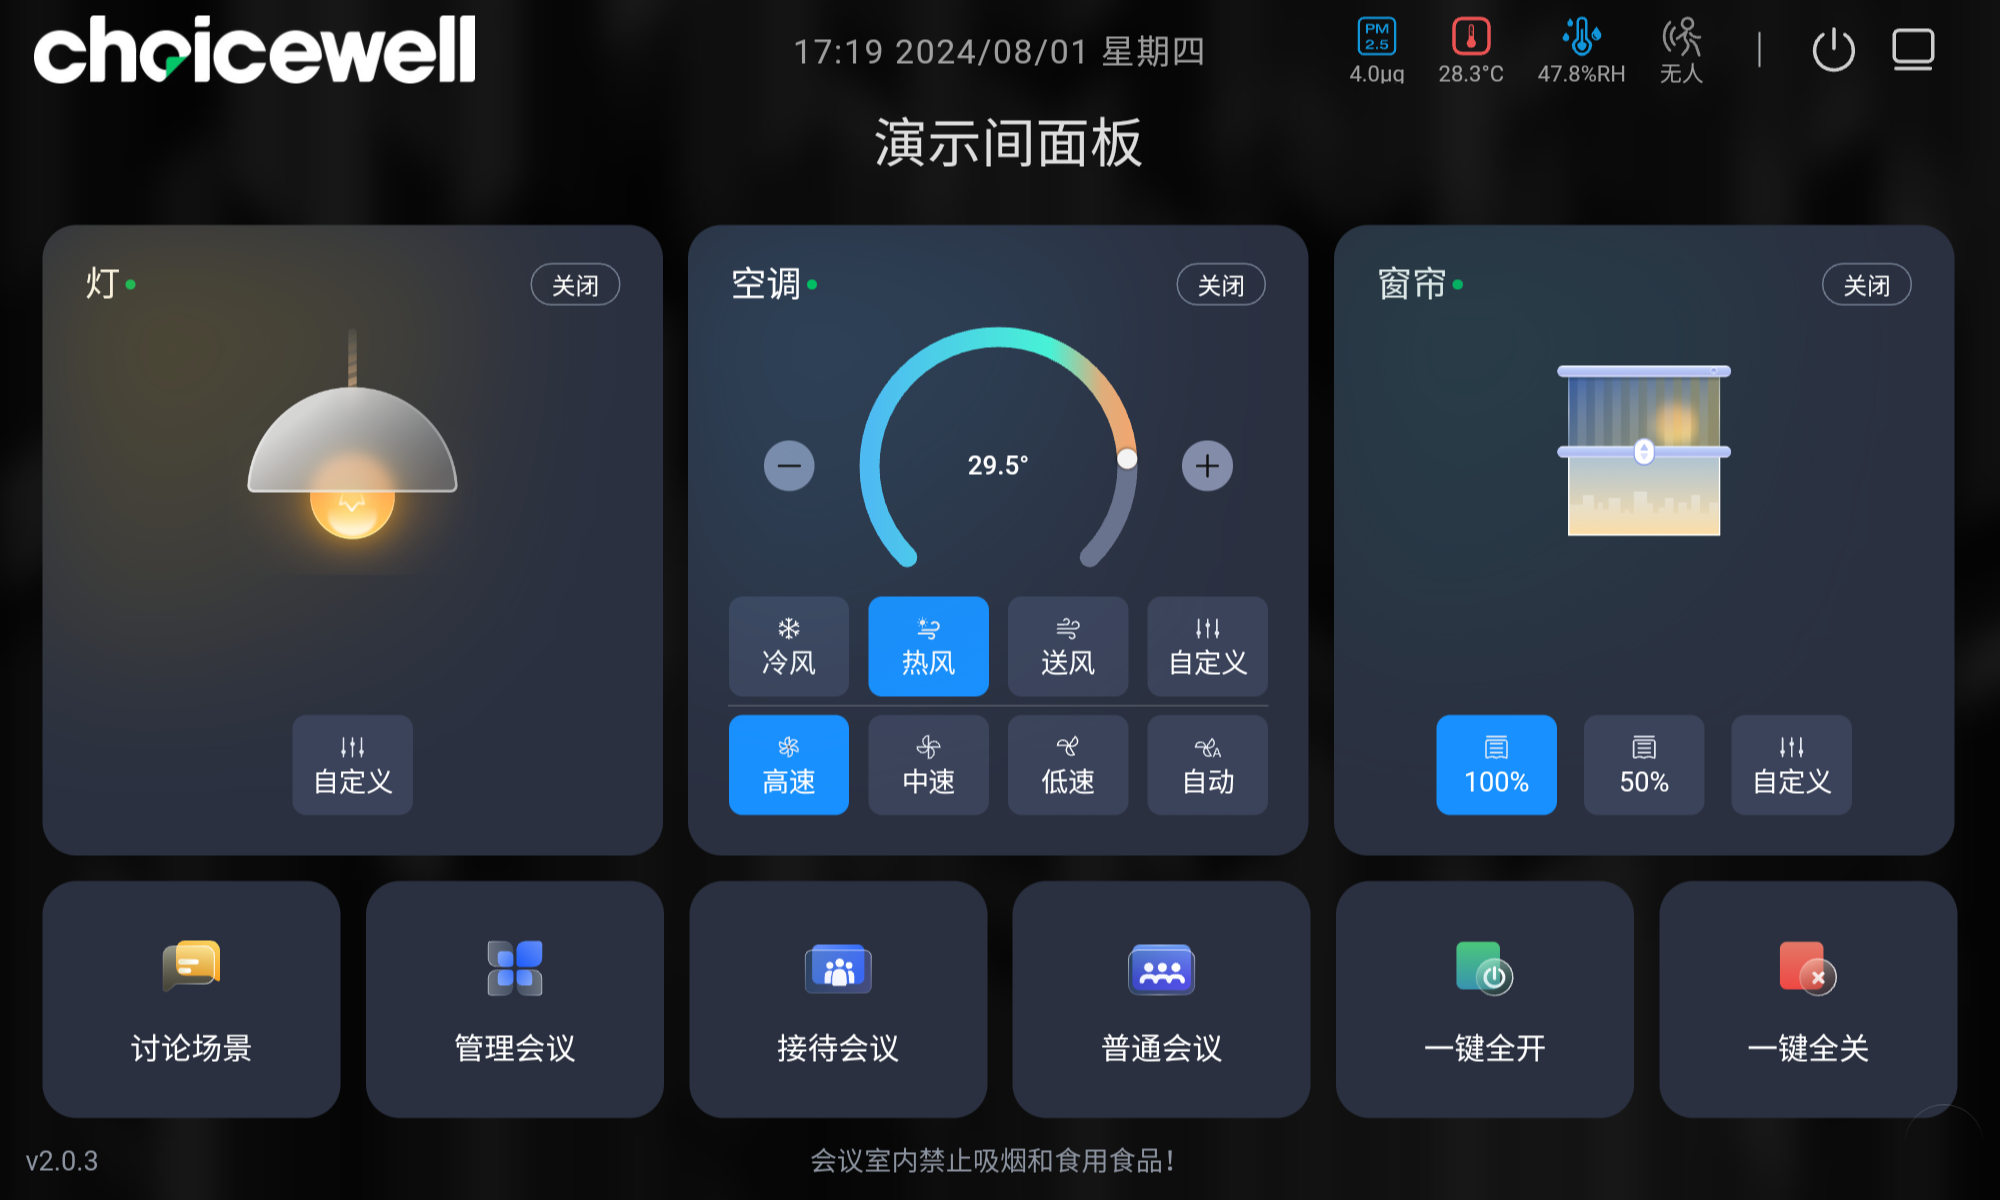 choicewell
17:19 2024/08/01 星期四
PM
2.5
4.0µg
28.3°C
47.8%RH
无人
演示间面板
灯
关闭
空调
关闭
窗帘
关闭
29.5°
冷风
热风
送风
自定义
自定义
高速
中速
低速
自动
100%
50%
自定义
讨论场景
管理会议
接待会议
普通会议
一键全开
一键全关
v2.0.3
会议室内禁止吸烟和食用食品！